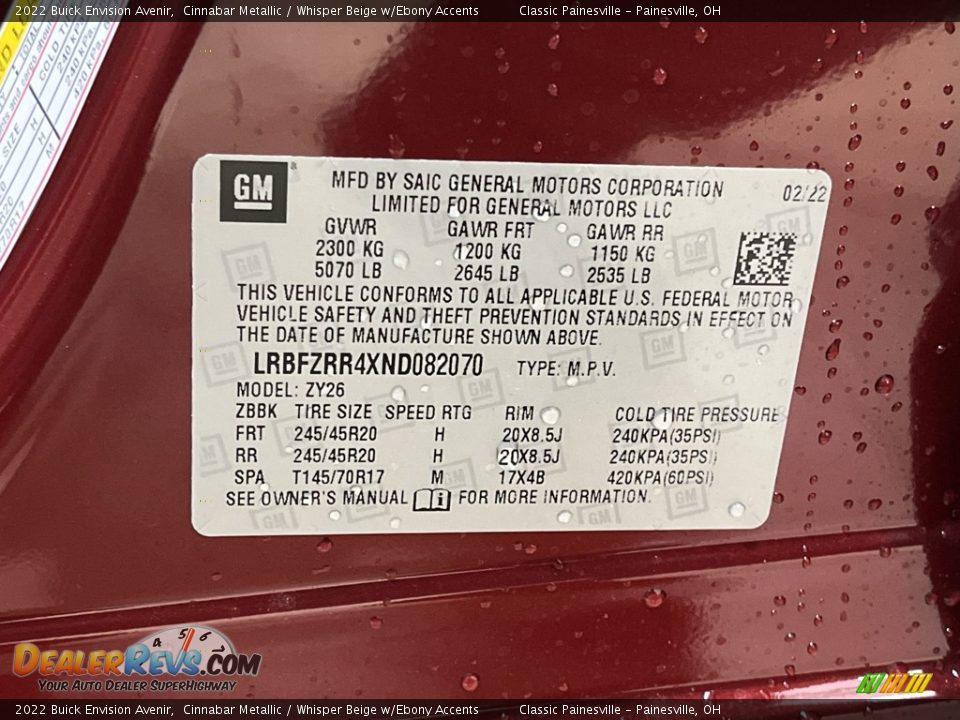 2022 Buick Envision Avenir, Cinnabar Metallic / Whisper Beige w/Ebony Accents Classic Painesville - Painesville, OH
GM
MFD BY SAIC GENERAL MOTORS CORPORATION 02/22
LIMITED FOR GENERAL MOTORS LLC
GVWR GAWR FRT GAWR RR
2300 KG 1200 KG 1150 KG
5070 LB 2645 LB 2535 LB
THIS VEHICLE CONFORMS TO ALL APPLICABLE U.S. FEDERAL MOTOR
VEHICLE SAFETY AND THEFT PREVENTION STANDARDS IN EFFECT ON
THE DATE OF MANUFACTURE SHOWN ABOVE.
LRBFZRR4XND082070 TYPE: M.P.V.
MODEL: ZY26
ZBBK TIRE SIZE SPEED RTG RIM COLD TIRE PRESSURE
FRT 245/45R20 H 20X8.5J 240KPA(35PSI)
RR 245/45R20 H 20X8.5J 240KPA(35PSI)
SPA T145/70R17 M 17X4B 420KPA(60PSI)
SEE OWNER'S MANUAL FOR MORE INFORMATION.
DEALERREVS.COM
YOUR AUTO DEALER SUPERHIGHWAY
2022 Buick Envision Avenir, Cinnabar Metallic / Whisper Beige w/Ebony Accents Classic Painesville - Painesville, OH